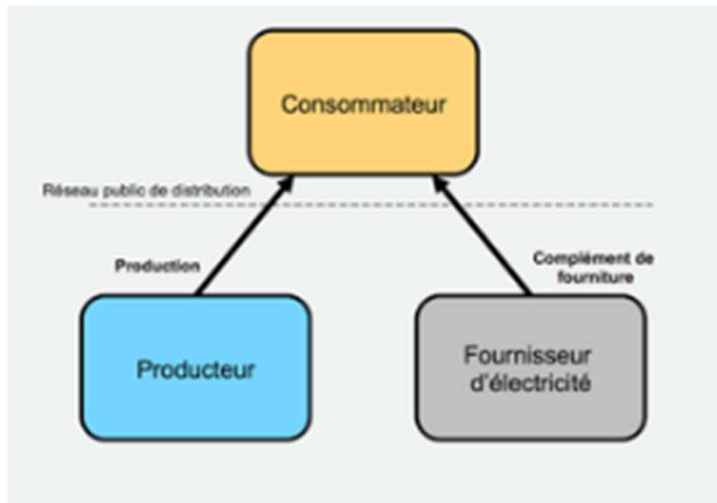 Consommateur
Réseau public de distribution
Production
Complément de
fourniture
Producteur
Fournisseur
d'électricité